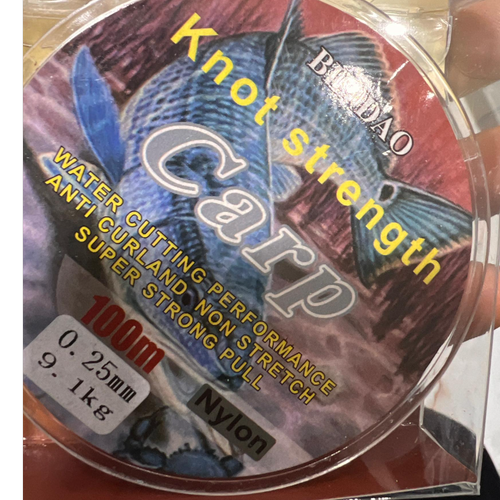 Knot strength
Carp
WATER CUTTING PERFORMANCE
ANTI CURLAND NON STRETCH
SUPER STRONG PULL
100m
0.25mm
9.1kg
Nylon